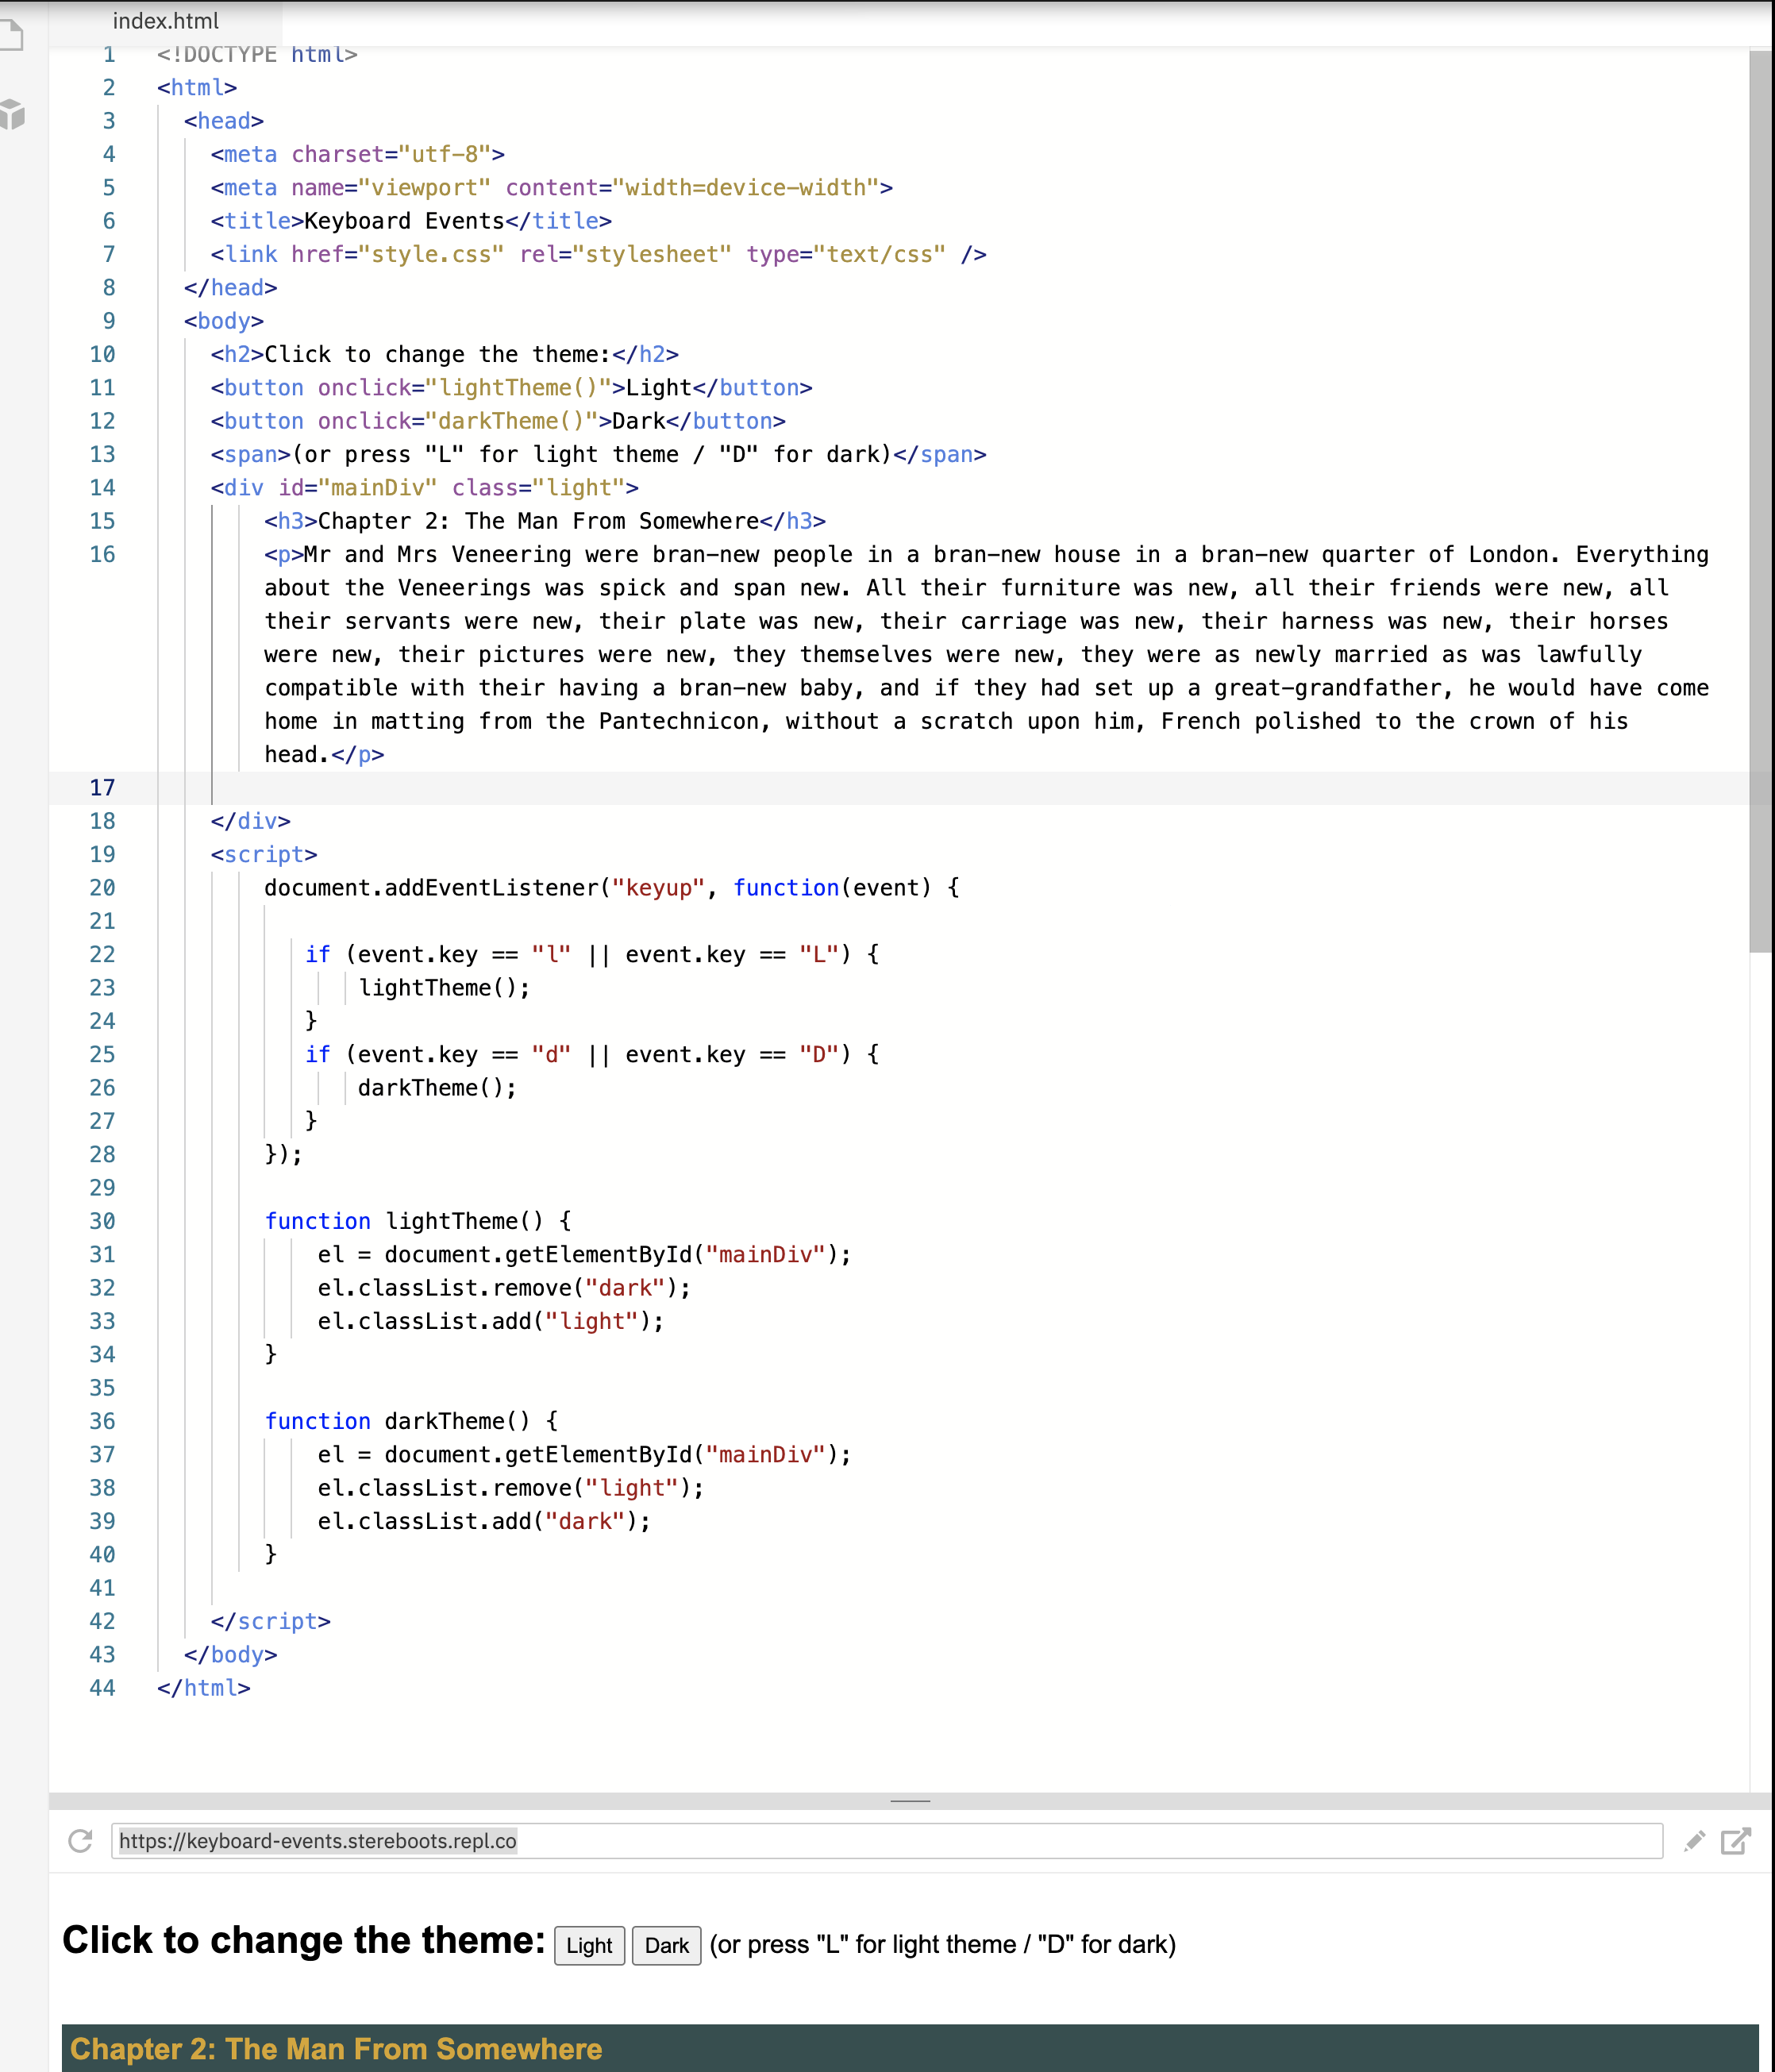 index.html
1 <!DOCTYPE html>
2 <html>
3 <head>
4 <meta charset="utf-8">
5 <meta name="viewport" content="width=device-width">
6 <title>Keyboard Events</title>
7 <link href="style.css" rel="stylesheet" type="text/css" />
8 </head>
9 <body>
10 <h2>Click to change the theme:</h2>
11 <button onclick="lightTheme()">Light</button>
12 <button onclick="darkTheme()">Dark</button>
13 <span>(or press "L" for light theme / "D" for dark)</span>
14 <div id="mainDiv" class="light">
15 <h3>Chapter 2: The Man From Somewhere</h3>
16 <p>Mr and Mrs Veneering were bran-new people in a bran-new house in a bran-new quarter of London. Everything
about the Veneerings was spick and span new. All their furniture was new, all their friends were new, all
their servants were new, their plate was new, their carriage was new, their harness was new, their horses
were new, their pictures were new, they themselves were new, they were as newly married as was lawfully
compatible with their having a bran-new baby, and if they had set up a great-grandfather, he would have come
home in matting from the Pantechnicon, without a scratch upon him, French polished to the crown of his
head.</p>
17
18 </div>
19 <script>
20 document.addEventListener("keyup", function(event) {
21
22 if (event.key == "l" || event.key == "L") {
23 lightTheme();
24 }
25 if (event.key == "d" || event.key == "D") {
26 darkTheme();
27 }
28 });
29
30 function lightTheme() {
31 el = document.getElementById("mainDiv");
32 el.classList.remove("dark");
33 el.classList.add("light");
34 }
35
36 function darkTheme() {
37 el = document.getElementById("mainDiv");
38 el.classList.remove("light");
39 el.classList.add("dark");
40 }
41
42 </script>
43 </body>
44 </html>
https://keyboard-events.stereboots.repl.co
Click to change the theme: Light Dark (or press "L" for light theme / "D" for dark)
Chapter 2: The Man From Somewhere